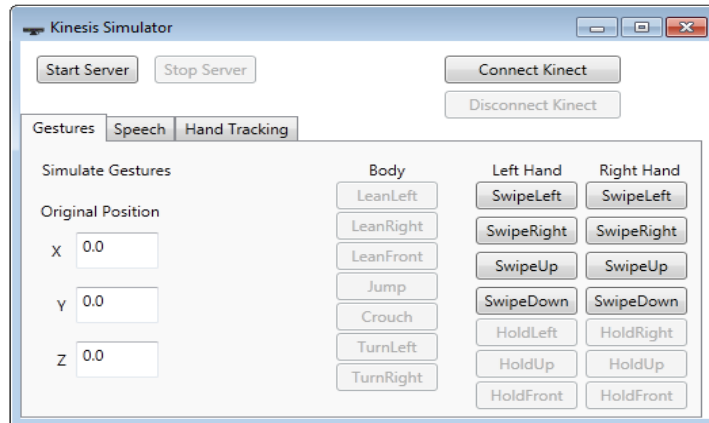 Kinesis Simulator
Start Server Stop Server Connect Kinect
Disconnect Kinect
Gestures Speech Hand Tracking
Simulate Gestures Body Left Hand Right Hand
LeanLeft SwipeLeft SwipeLeft
Original Position
LeanRight SwipeRight SwipeRight
X 0.0
LeanFront SwipeUp SwipeUp
Jump
Y 0.0 SwipeDown SwipeDown
Crouch
HoldLeft HoldRight
TurnLeft
Z 0.0 HoldUp HoldUp
TurnRight
HoldFront HoldFront